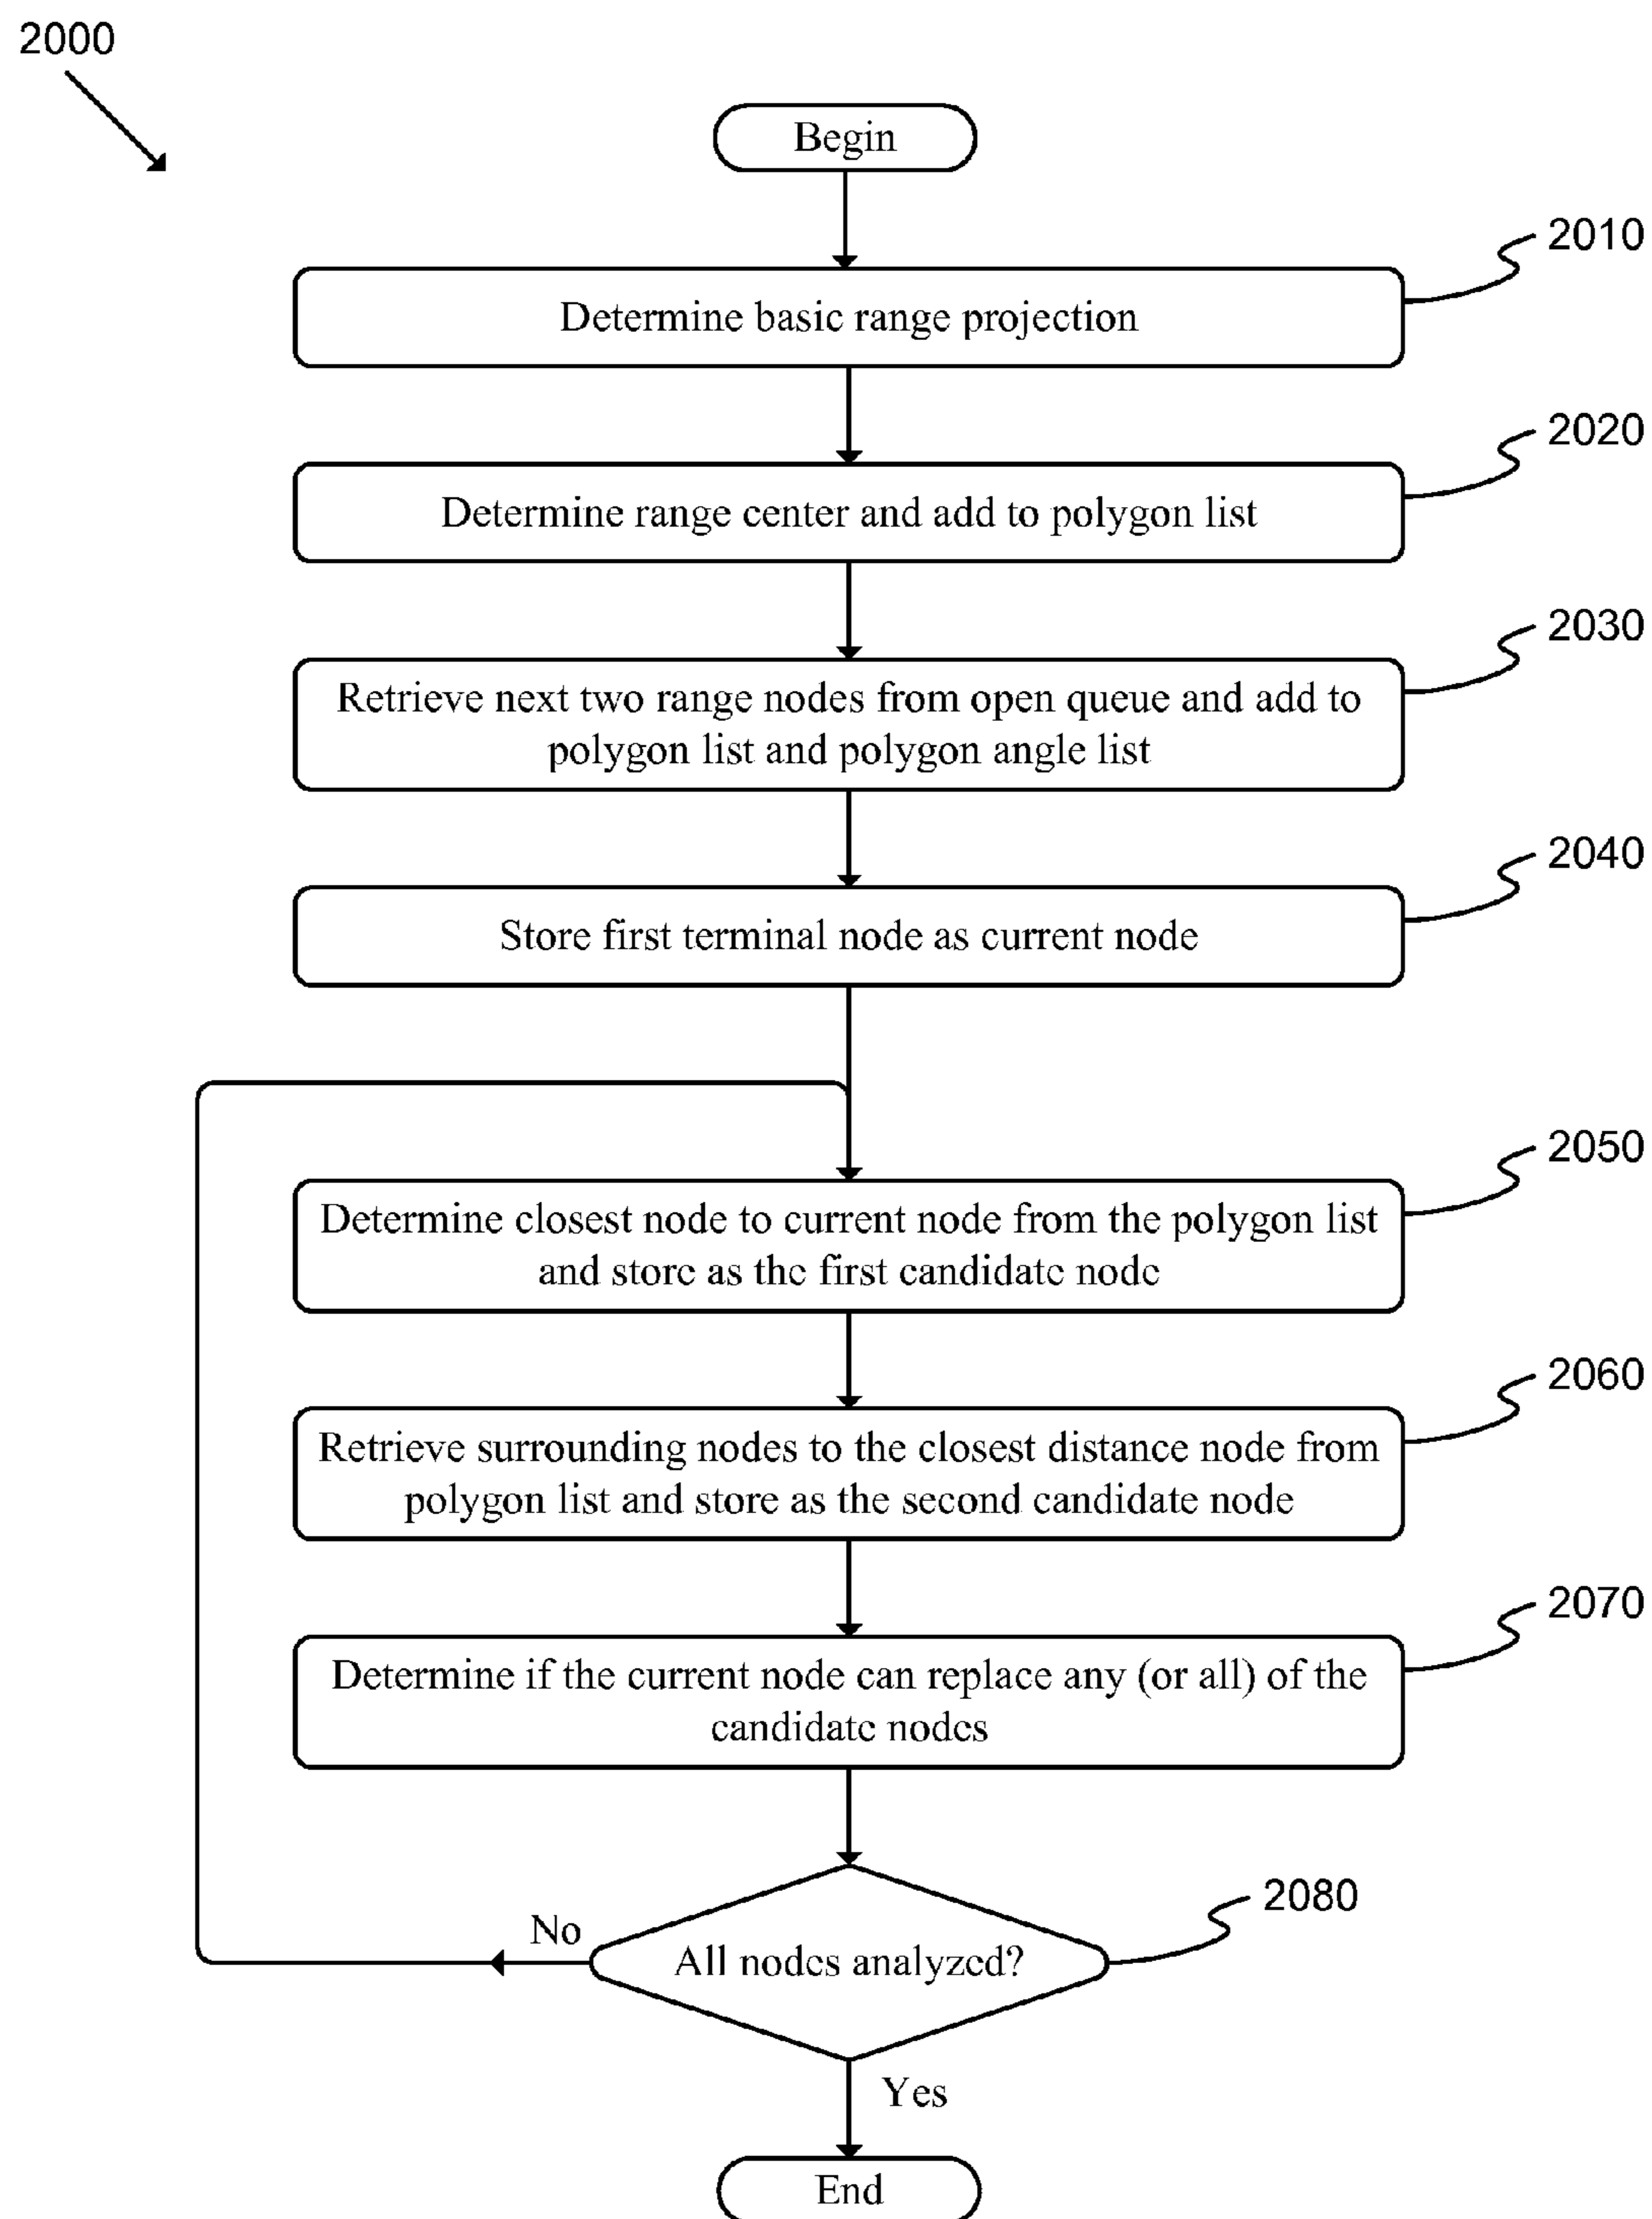 2000
Begin
2010
Determine basic range projection
2020
Determine range center and add to polygon list
2030
Retrieve next two range nodes from open queue and add to
polygon list and polygon angle list
2040
Store first terminal node as current node
2050
Determine closest node to current node from the polygon list
and store as the first candidate node
2060
Retrieve surrounding nodes to the closest distance node from
polygon list and store as the second candidate node
2070
Determine if the current node can replace any (or all) of the
candidate nodes
2080
No
All nodes analyzed?
Yes
End